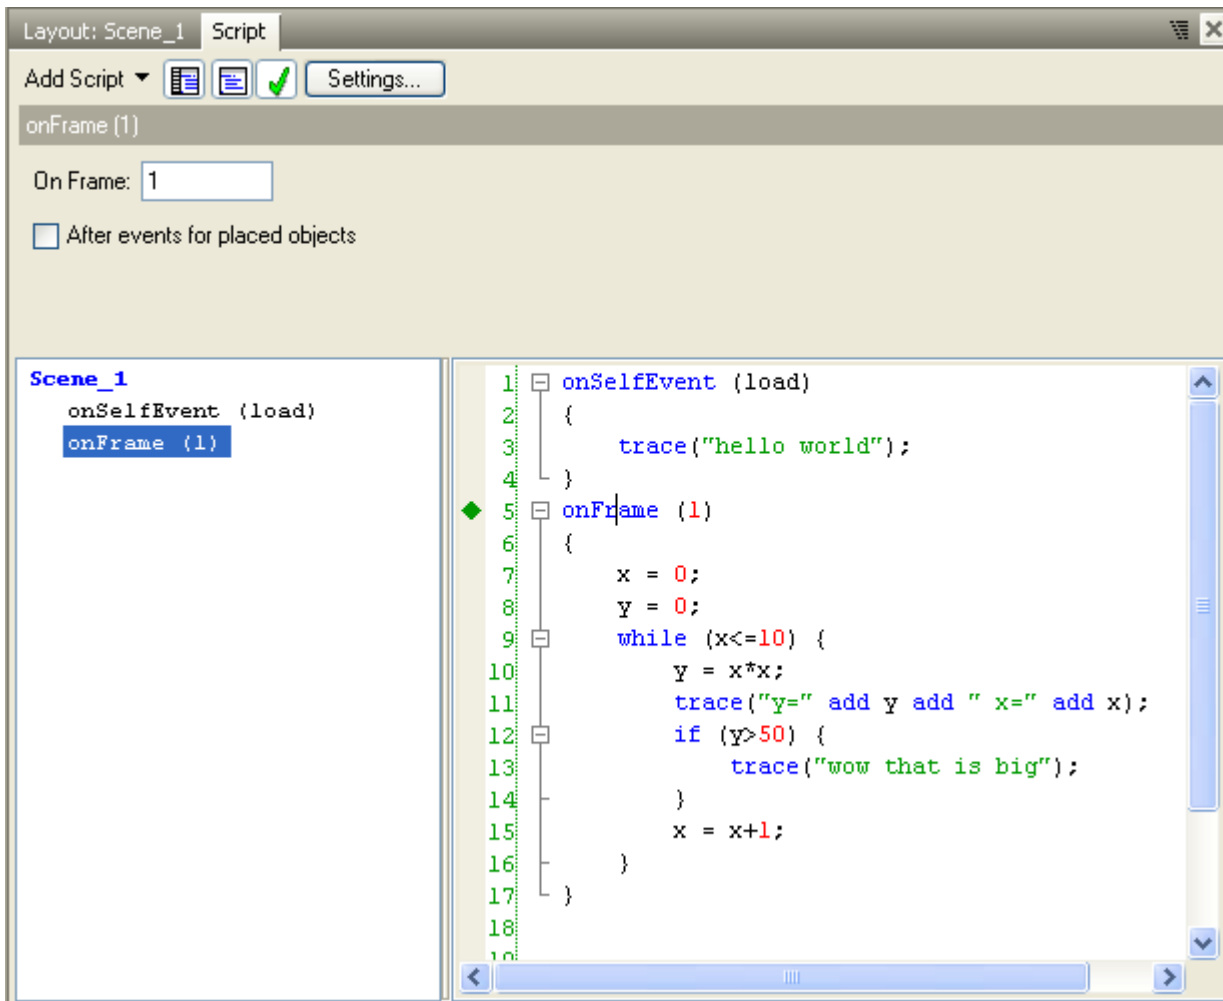 Layout: Scene_1 Script
Add Script Settings...
onFrame (1)
On Frame: 1
After events for placed objects
Scene_1
onSelfEvent (load)
onFrame (1)
1 onSelfEvent (load)
2 {
3 trace("hello world");
4 }
5 onFrame (1)
6 {
7 x = 0;
8 y = 0;
9 while (x<=10) {
10 y = x*x;
11 trace("y=" add y add " x=" add x);
12 if (y>50) {
13 trace("wow that is big");
14 }
15 x = x+1;
16 }
17 }
18